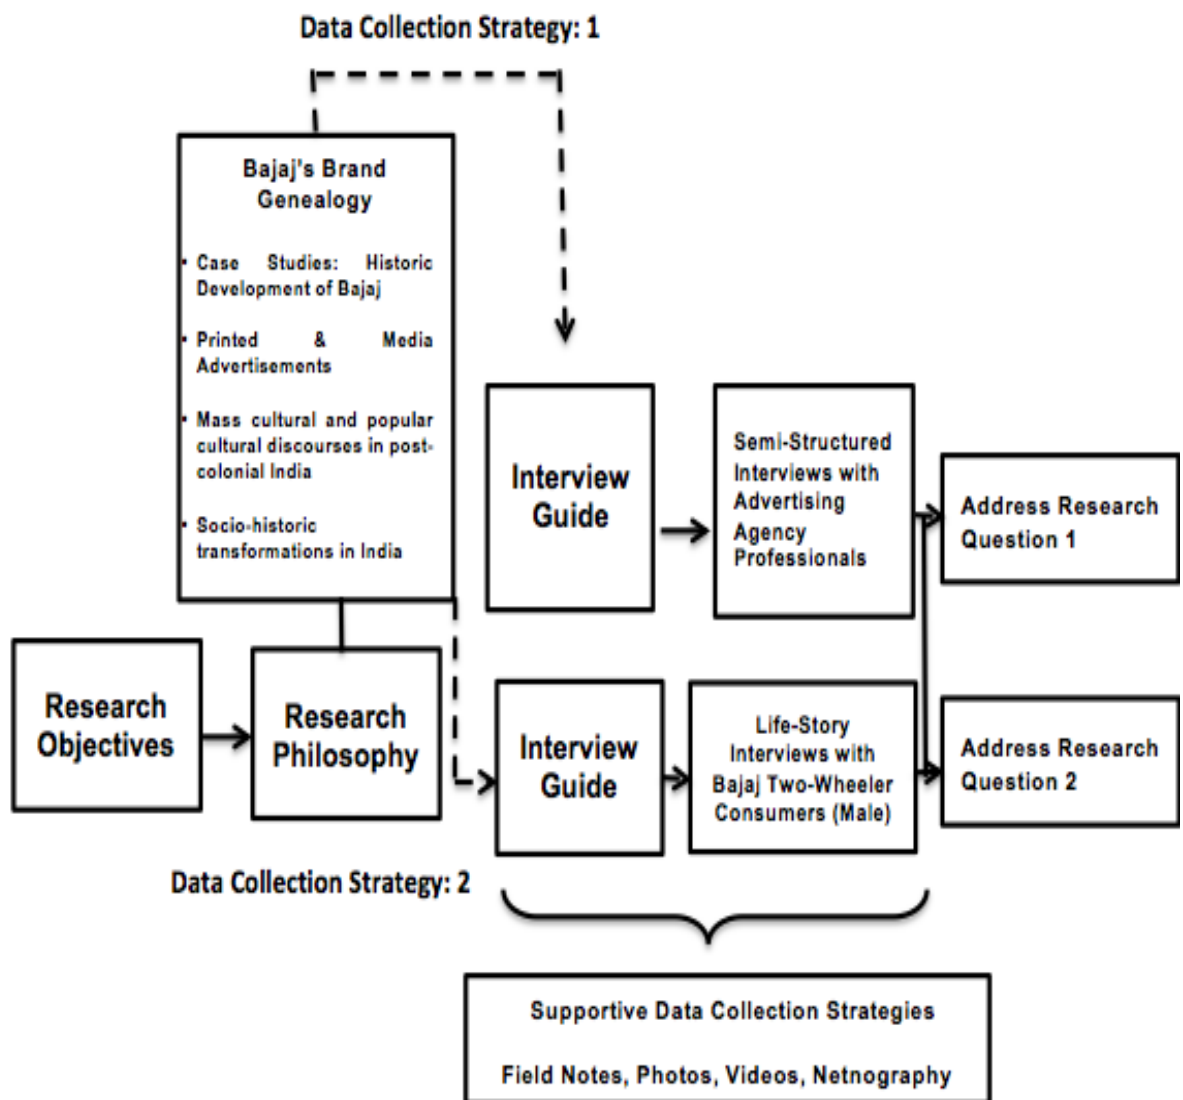 Data Collection Strategy: 1
Bajaj's Brand
Genealogy
• Case Studies: Historic
Development of Bajaj
• Printed & Media
Advertisements
• Mass cultural and popular
cultural discourses in post-
colonial India
• Socio-historic
transformations in India
Interview
Guide
Semi-Structured
Interviews with
Advertising
Agency
Professionals
Address Research
Question 1
Research
Objectives
Research
Philosophy
Interview
Guide
Life-Story
Interviews with
Bajaj Two-Wheeler
Consumers (Male)
Address Research
Question 2
Data Collection Strategy: 2
Supportive Data Collection Strategies
Field Notes, Photos, Videos, Netnography